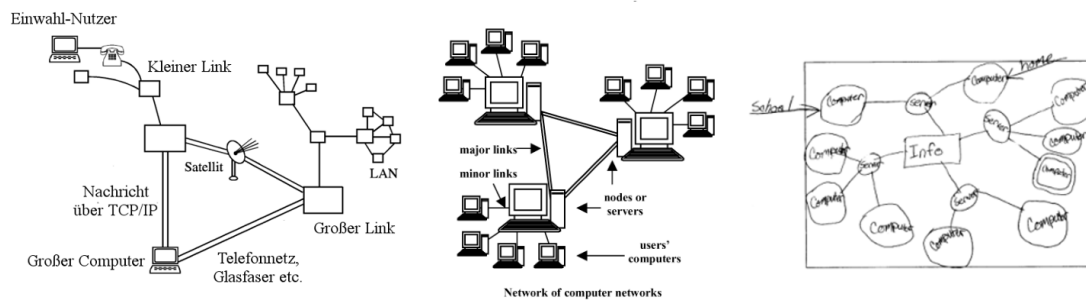 Einwahl-Nutzer
Kleiner Link
Satellit
LAN
Nachricht
über TCP/IP
Großer Link
Großer Computer
Telefonnetz,
Glasfaser etc.
major links
minor links
nodes or
servers
users'
computers
Network of computer networks
home
School
Computer
Computer
Server
Computer
Server
Computer
Computer
Info
Computer
Server
Computer
Server
Computer
Computer
Computer